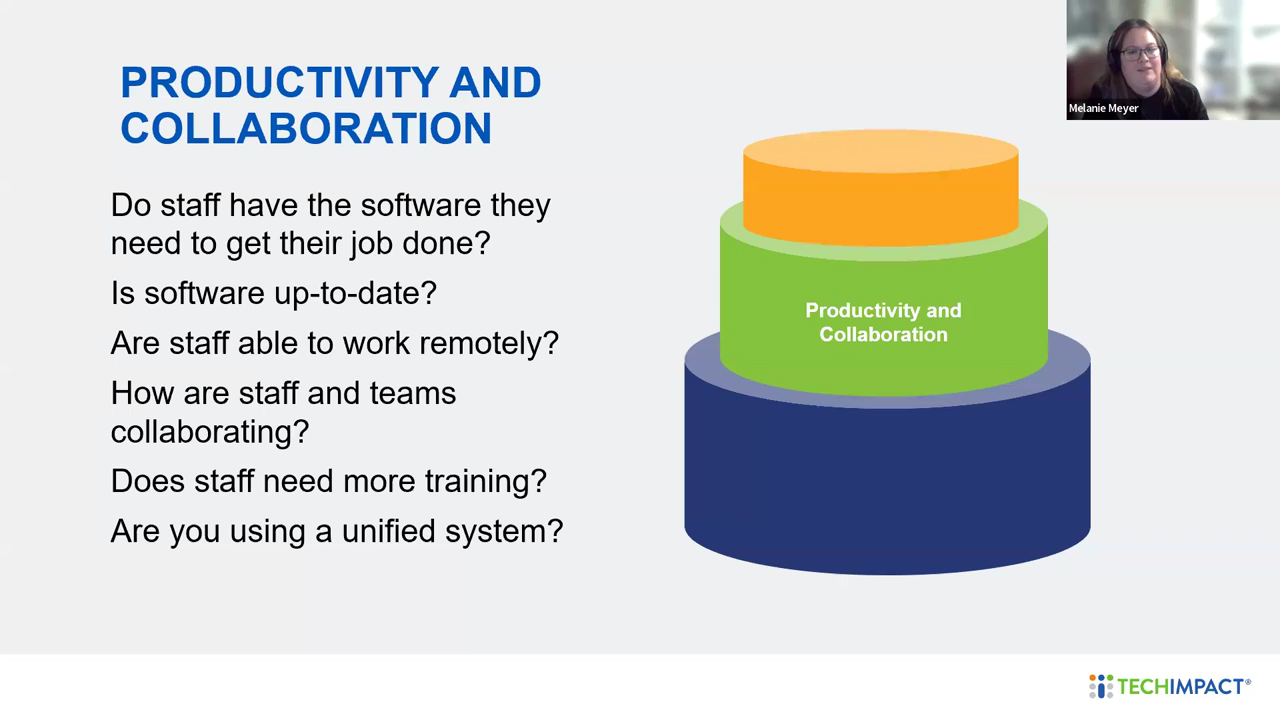 PRODUCTIVITY AND
COLLABORATION
Do staff have the software they
need to get their job done?
Is software up-to-date?
Are staff able to work remotely?
How are staff and teams
collaborating?
Does staff need more training?
Are you using a unified system?
Melanie Meyer
Productivity and
Collaboration
TECHIMPACT®